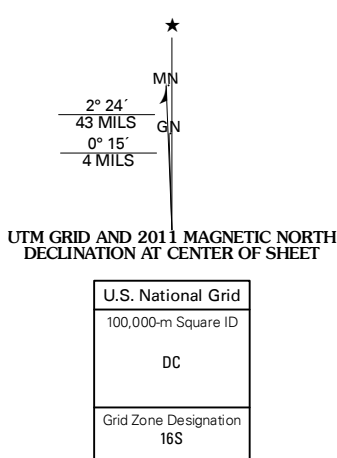 MN
2° 24´
43 MILS
GN
0° 15´
4 MILS
UTM GRID AND 2011 MAGNETIC NORTH
DECLINATION AT CENTER OF SHEET
U.S. National Grid
100,000-m Square ID
DC
Grid Zone Designation
16S